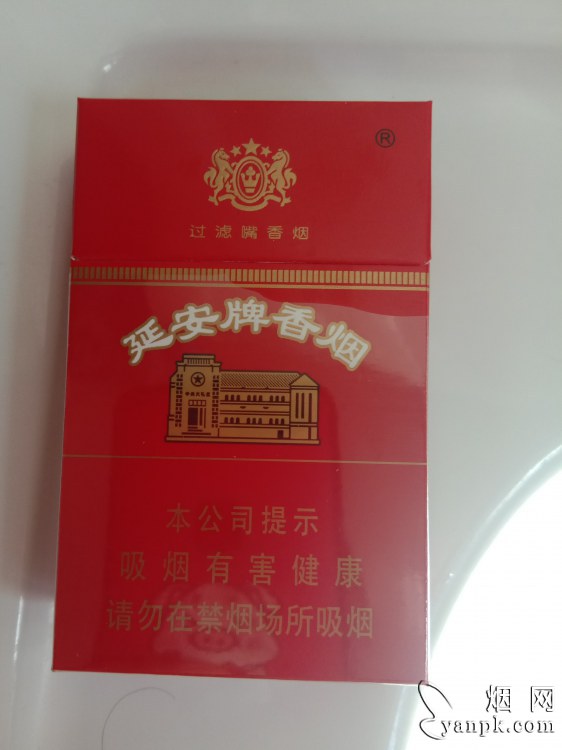 ®
过滤嘴香烟
延安牌香烟
本公司提示
吸烟有害健康
请勿在禁烟场所吸烟
烟网
yanpk.com